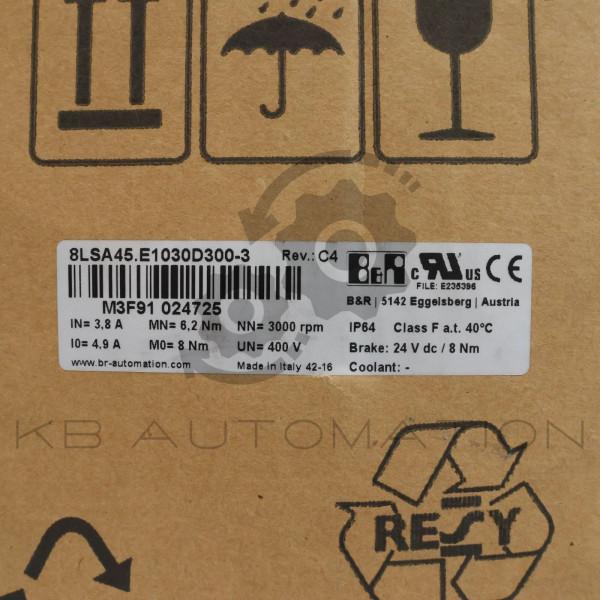 8LSA45.E1030D300-3 Rev.: C4 B&R c UL us CE
FILE: E235396
M3F91 024725 B&R | 5142 Eggelsberg | Austria
IN= 3,8 A MN= 6,2 Nm NN= 3000 rpm IP64 Class F a.t. 40°C
I0= 4.9 A M0= 8 Nm UN= 400 V Brake: 24 V dc / 8 Nm
www.br-automation.com Made in Italy 42-16 Coolant: -
KB AUTOMATION
RESY